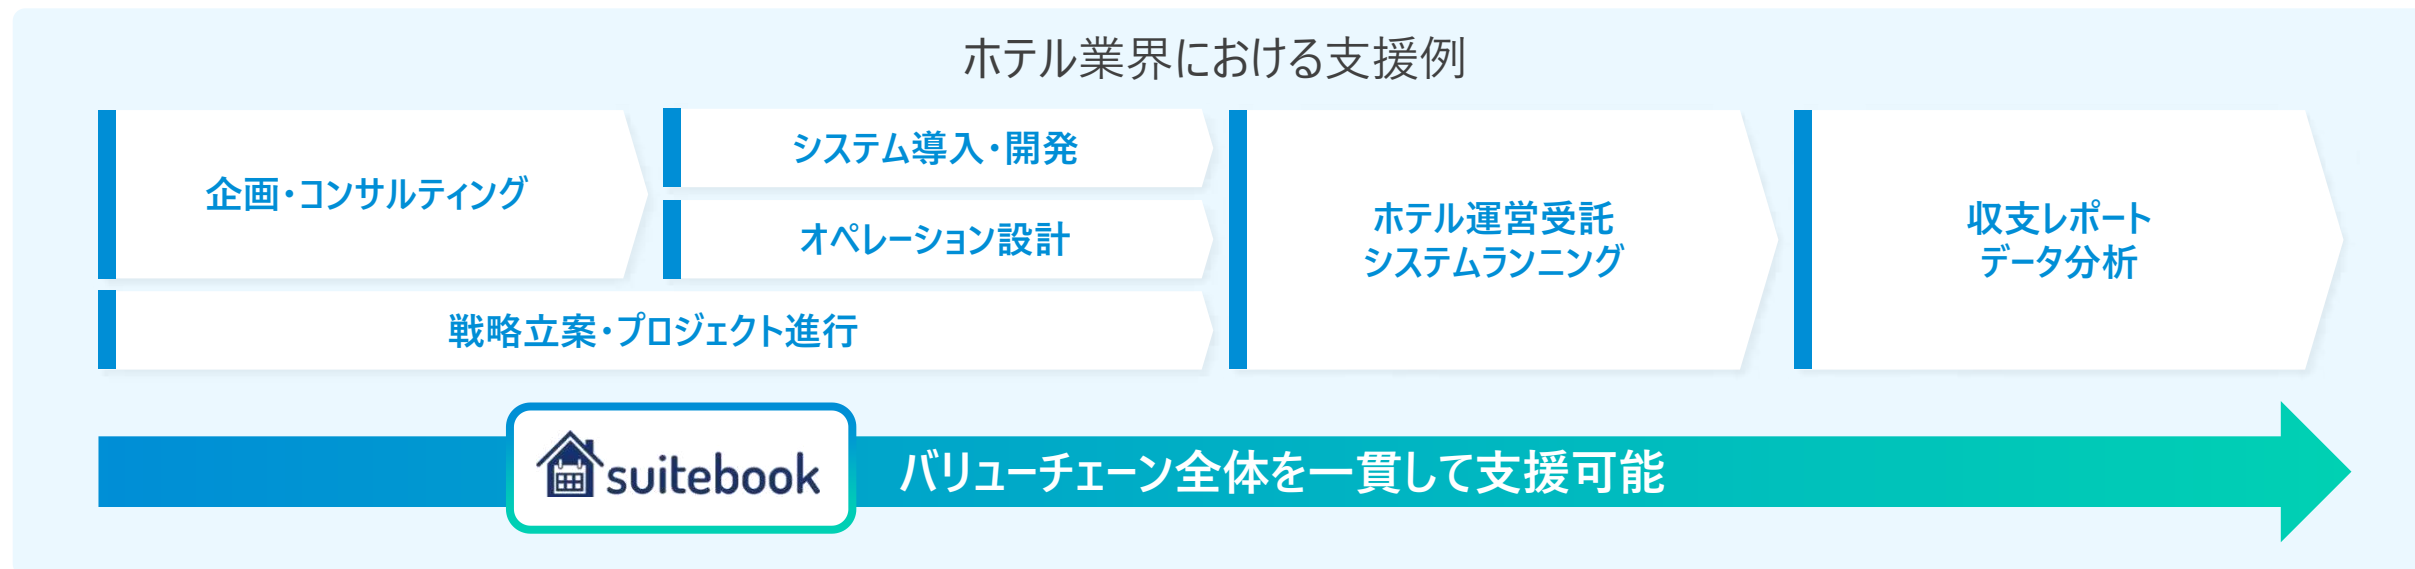 ホテル業界における支援例
企画・コンサルティング
システム導入・開発
オペレーション設計
戦略立案・プロジェクト進行
ホテル運営受託
システムランニング
収支レポート
データ分析
suitebook
バリューチェーン全体を一貫して支援可能